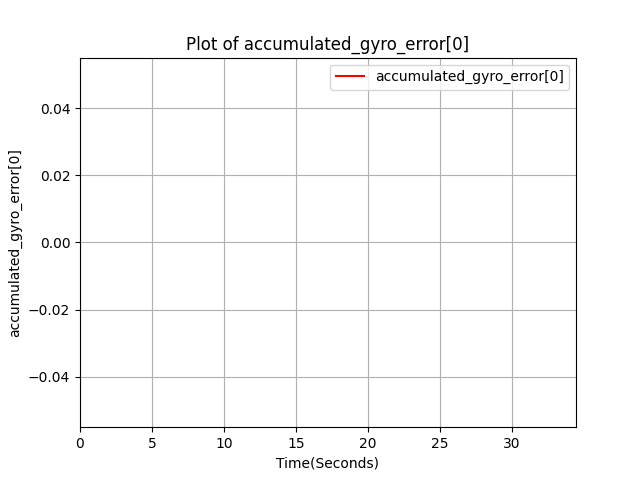 Plot of accumulated_gyro_error[0]
accumulated_gyro_error[0]
accumulated_gyro_error[0]
0.04
0.02
0.00
−0.02
−0.04
0 5 10 15 20 25 30
Time(Seconds)